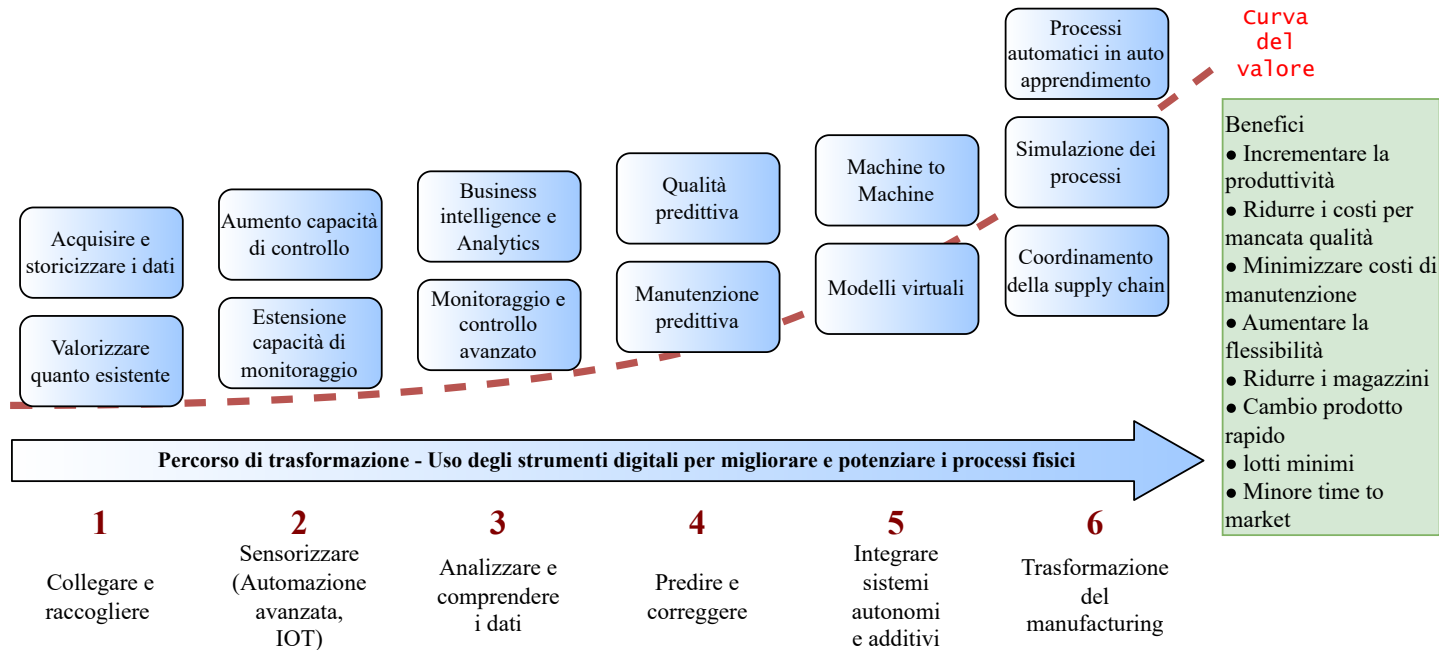 Processi
automatici in auto
apprendimento
Curva
del
valore
Simulazione dei
processi
Coordinamento
della supply chain
Machine to
Machine
Modelli virtuali
Qualità
predittiva
Manutenzione
predittiva
Business
intelligence e
Analytics
Monitoraggio e
controllo
avanzato
Aumento capacità
di controllo
Estensione
capacità di
monitoraggio
Acquisire e
storicizzare i dati
Valorizzare
quanto esistente
Benefici
● Incrementare la
produttività
● Ridurre i costi per
mancata qualità
● Minimizzare costi di
manutenzione
● Aumentare la
flessibilità
● Ridurre i magazzini
● Cambio prodotto
rapido
● lotti minimi
● Minore time to
market
Percorso di trasformazione - Uso degli strumenti digitali per migliorare e potenziare i processi fisici
1
Collegare e
raccogliere
2
Sensorizzare
(Automazione
avanzata,
IOT)
3
Analizzare e
comprendere
i dati
4
Predire e
correggere
5
Integrare
sistemi
autonomi
e additivi
6
Trasformazione
del
manufacturing